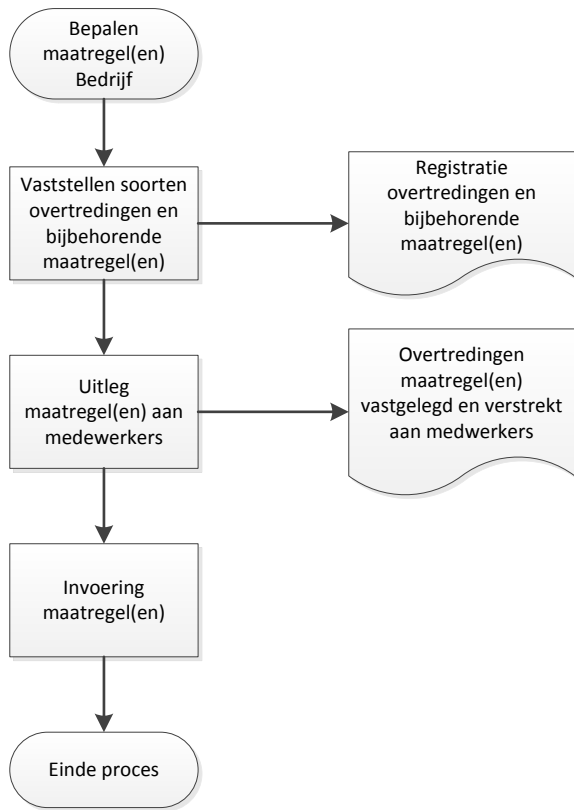 Bepalen
maatregel(en)
Bedrijf
Vaststellen soorten
overtredingen en
bijbehorende
maatregel(en)
Registratie
overtredingen en
bijbehorende
maatregel(en)
Uitleg
maatregel(en) aan
medewerkers
Overtredingen
maatregel(en)
vastgelegd en verstrekt
aan medwerkers
Invoering
maatregel(en)
Einde proces